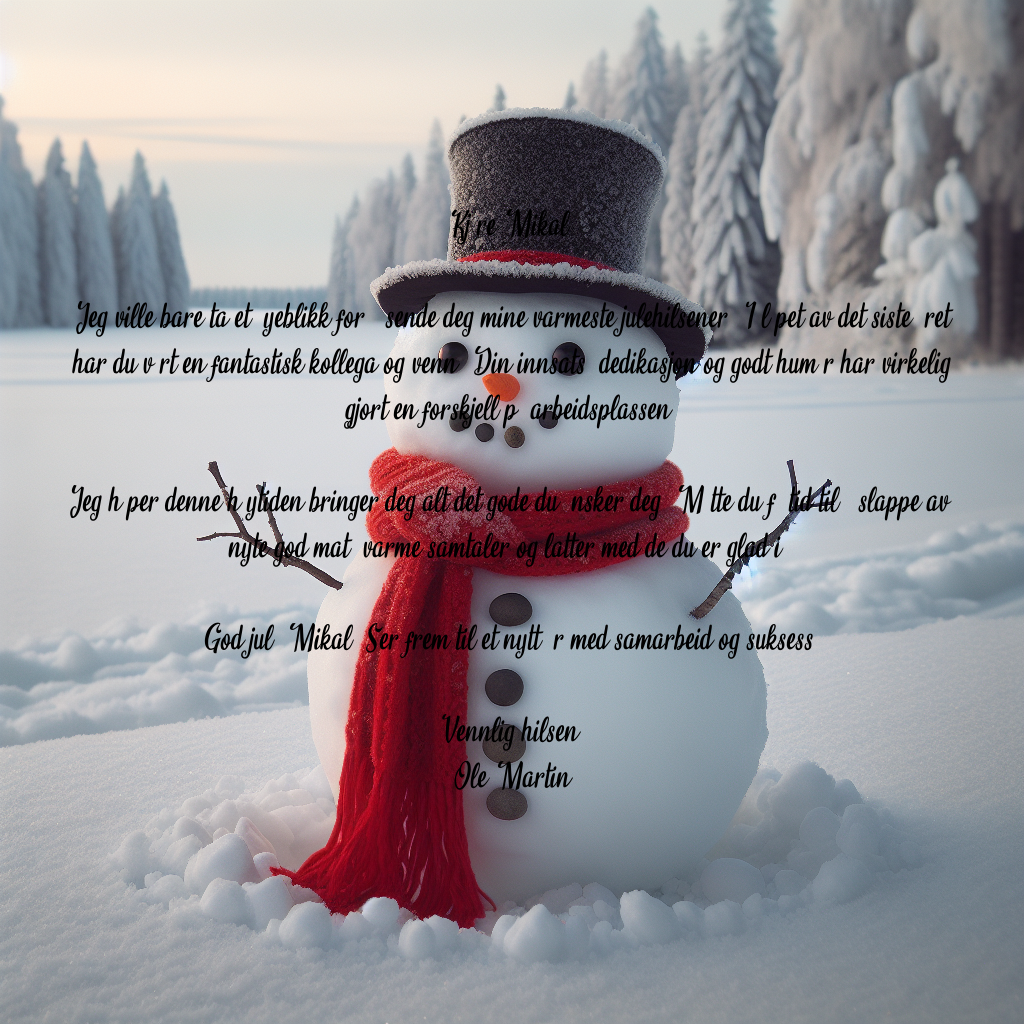 Kj re Mikal
Jeg ville bare ta et yeblikk for sende deg mine varmeste julehilsener I l pet av det siste ret
har du v rt en fantastisk kollega og venn Din innsats dedikasjon og godt hum r har virkelig
gjort en forskjell p arbeidsplassen
Jeg h per denne h ytiden bringer deg alt det gode du nsker deg M tte du f tid til slappe av
nyte god mat varme samtaler og latter med de du er glad i
God jul Mikal Ser frem til et nytt r med samarbeid og suksess
Vennlig hilsen
Ole Martin